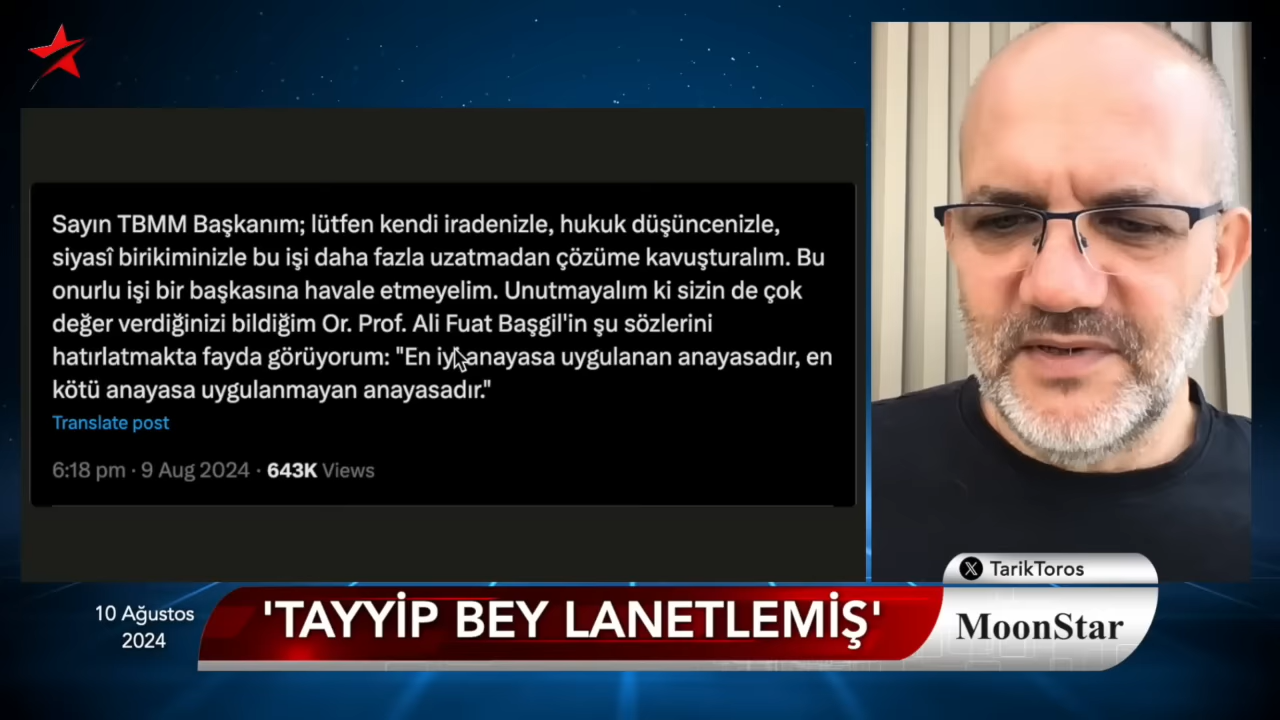 Sayın TBMM Başkanım; lütfen kendi iradenizle, hukuk düşüncenizle,
siyasî birikiminizle bu işi daha fazla uzatmadan çözüme kavuşturalım. Bu
onurlu işi bir başkasına havale etmeyelim. Unutmayalım ki sizin de çok
değer verdiğinizi bildiğim Or. Prof. Ali Fuat Başgil'in şu sözlerini
hatırlatmakta fayda görüyorum: "En iyi anayasa uygulanan anayasadır, en
kötü anayasa uygulanmayan anayasadır."
Translate post
6:18 pm · 9 Aug 2024 · 643K Views
X TarikToros
10 Ağustos
2024
'TAYYİP BEY LANETLEMİŞ'
MoonStar